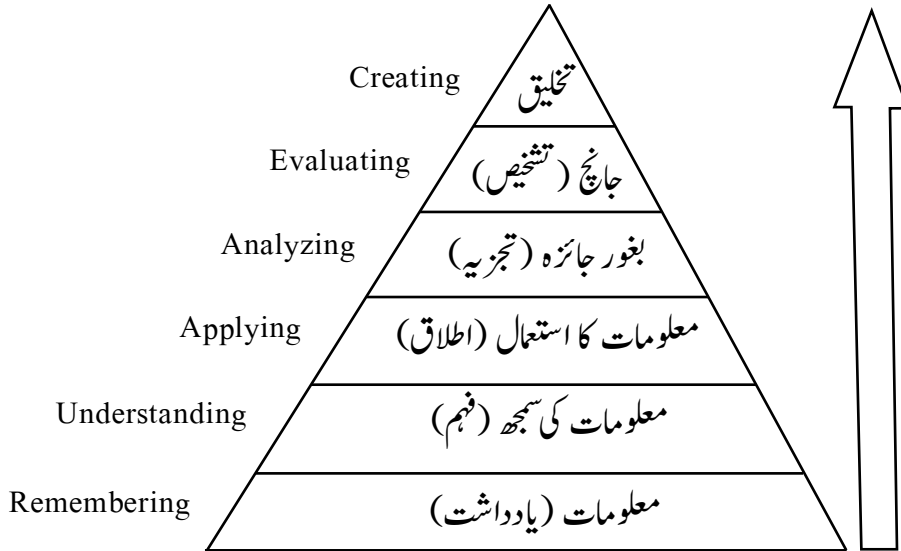 Creating تخلیق
Evaluating جانچ (تشخیص)
Analyzing بغور جائزہ (تجزیہ)
Applying معلومات کا استعمال (اطلاق)
Understanding معلومات کی سمجھ (فہم)
Remembering معلومات (یادداشت)